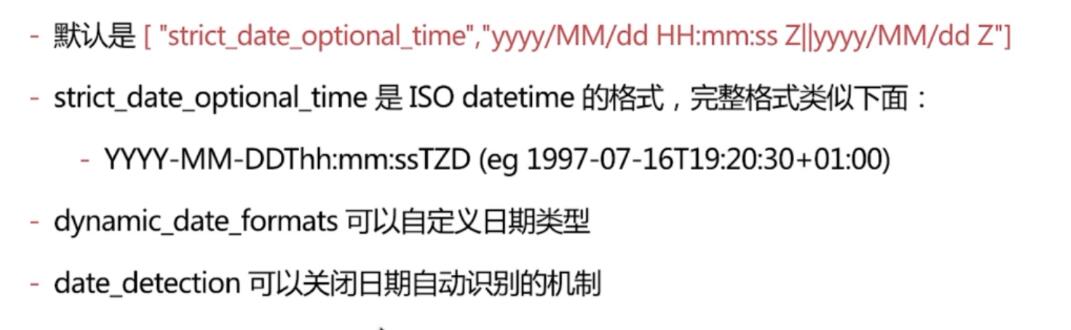 - 默认是 [ "strict_date_optional_time","yyyy/MM/dd HH:mm:ss Z||yyyy/MM/dd Z"]
- strict_date_optional_time 是 ISO datetime 的格式，完整格式类似下面：
- YYYY-MM-DDThh:mm:ssTZD (eg 1997-07-16T19:20:30+01:00)
- dynamic_date_formats 可以自定义日期类型
- date_detection 可以关闭日期自动识别的机制